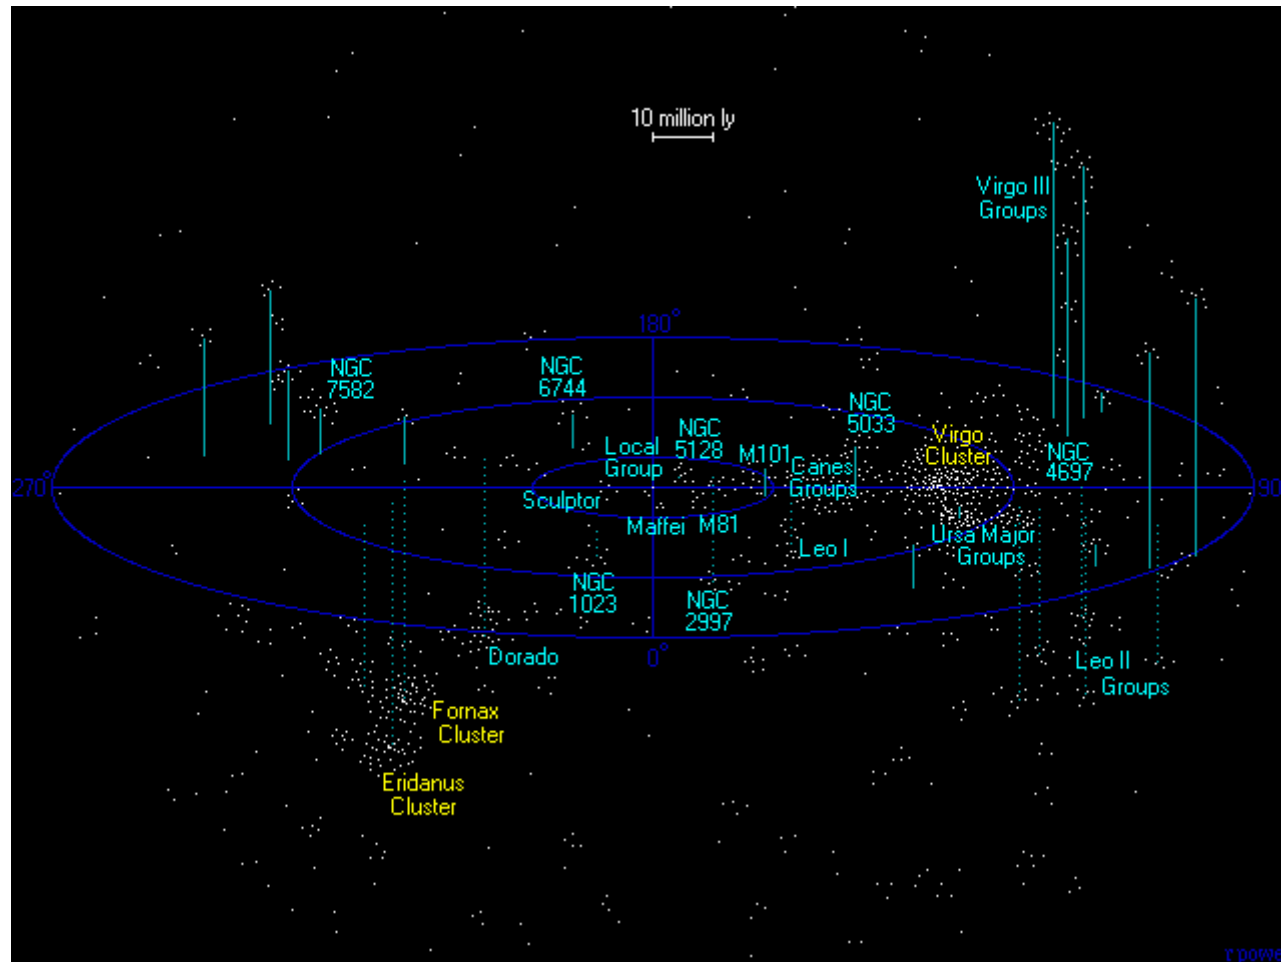 10 million ly
Virgo III
Groups
180°
NGC
7582
NGC
6744
NGC
5033
NGC
5128
Virgo
Cluster
Local
Group
M101
Canes
Groups
NGC
4697
270°
90
Sculptor
Maffei
M81
Leo I
Ursa Major
Groups
NGC
1023
NGC
2997
Dorado
0°
Leo II
Groups
Fornax
Cluster
Eridanus
Cluster